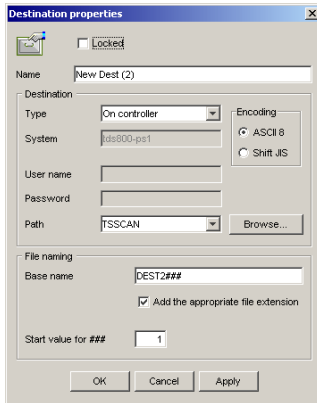 Destination properties
Locked
Name New Dest (2)
Destination
Type On controller
Encoding
ASCII 8
System tds800-ps1
Shift JIS
User name
Password
Path TSSCAN Browse...
File naming
Base name DEST2###
Add the appropriate file extension
Start value for ### 1
OK Cancel Apply